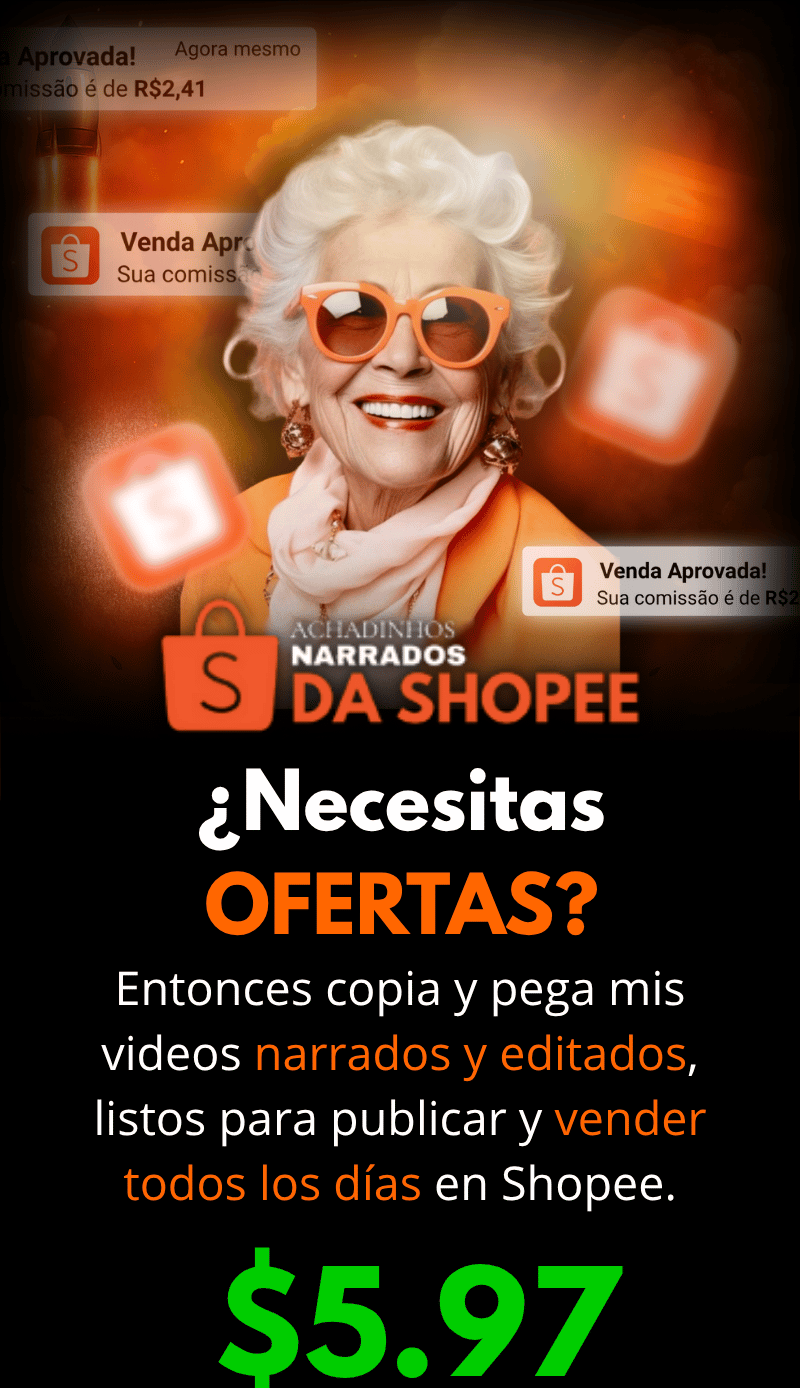 Aprovada! Agora mesmo
missão é de R$2,41
Venda Apro
Sua comissã
Venda Aprovada!
Sua comissão é de R$2
ACHADINHOS
NARRADOS
DA SHOPEE
¿Necesitas
OFERTAS?
Entonces copia y pega mis
videos narrados y editados,
listos para publicar y vender
todos los días en Shopee.
$5.97